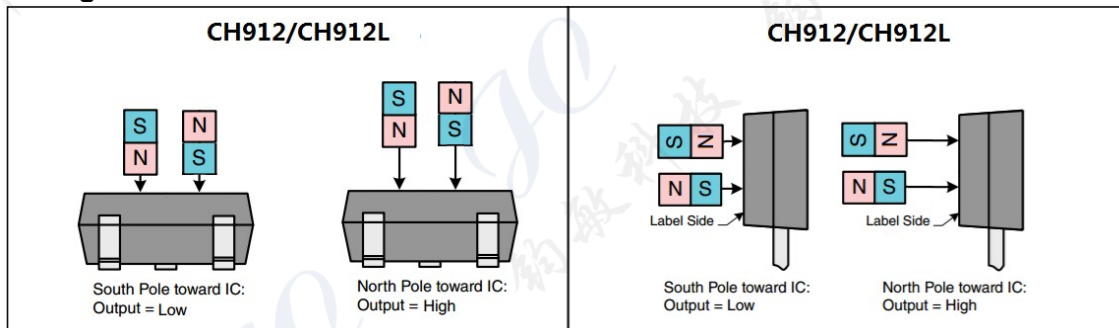 CH912/CH912L
S N
N S
S N
N S
South Pole toward IC:
Output = Low
North Pole toward IC:
Output = High
CH912/CH912L
S N
N S
Label Side
S N
N S
Label Side
South Pole toward IC:
Output = Low
North Pole toward IC:
Output = High